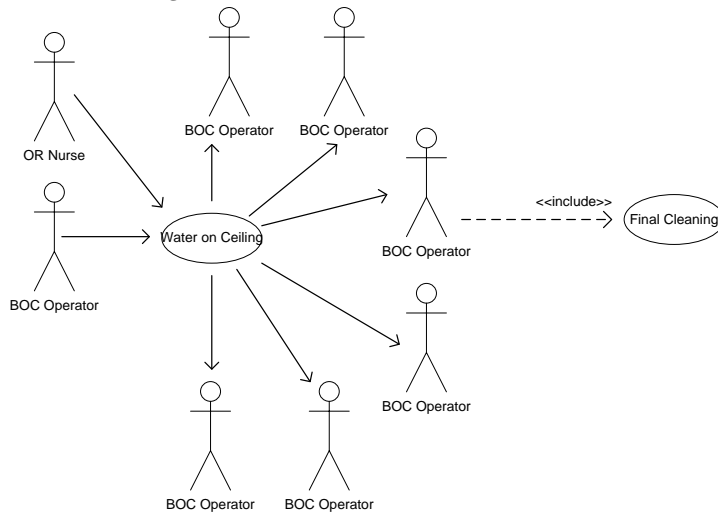 BOC Operator
BOC Operator
OR Nurse
<<include>>
Water on Ceiling
Final Cleaning
BOC Operator
BOC Operator
BOC Operator
BOC Operator
BOC Operator